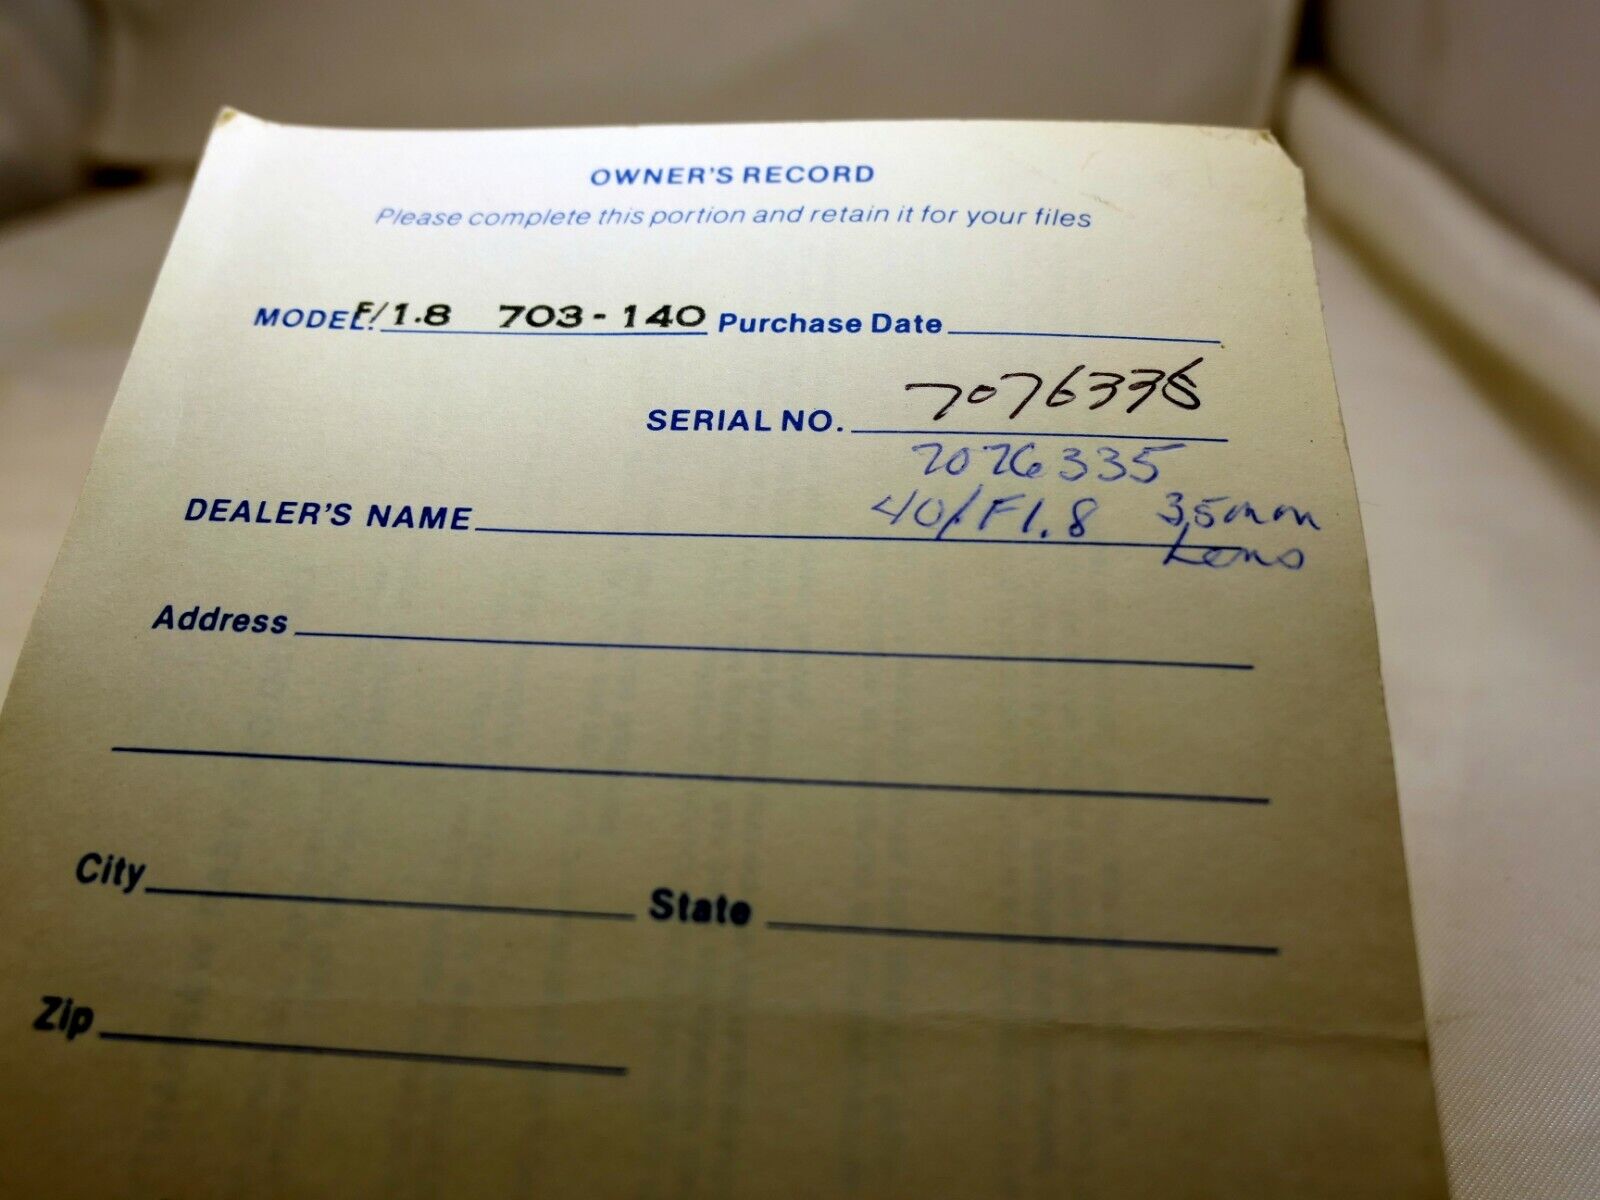 OWNER'S RECORD
Please complete this portion and retain it for your files
MODEL F/1.8 703-140 Purchase Date
SERIAL NO. 7076335
7076335
DEALER'S NAME 40/F1.8 35mm
Lens
Address
City State
Zip